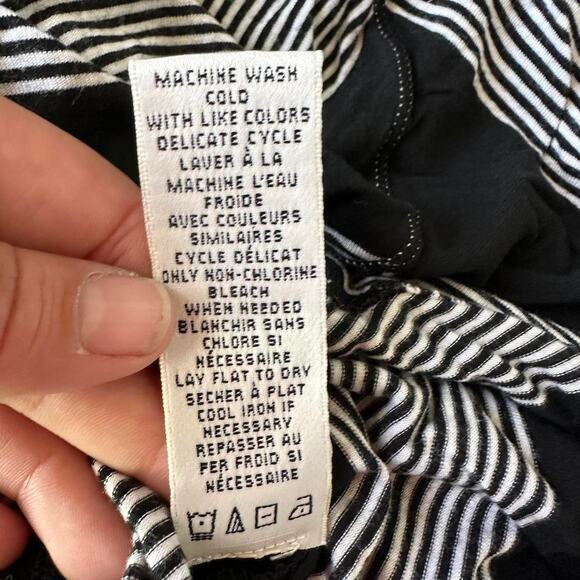 MACHINE WASH
COLD
WITH LIKE COLORS
DELICATE CYCLE
LAVER À LA
MACHINE L'EAU
FROIDE
AVEC COULEURS
SIMILAIRES
CYCLE DÉLICAT
ONLY NON-CHLORINE
BLEACH
WHEN NEEDED
BLANCHIR SANS
CHLORE SI
NÉCESSAIRE
LAY FLAT TO DRY
SECHER À PLAT
COOL IRON IF
NECESSARY
REPASSER AU
FER FROID SI
NÉCESSAIRE